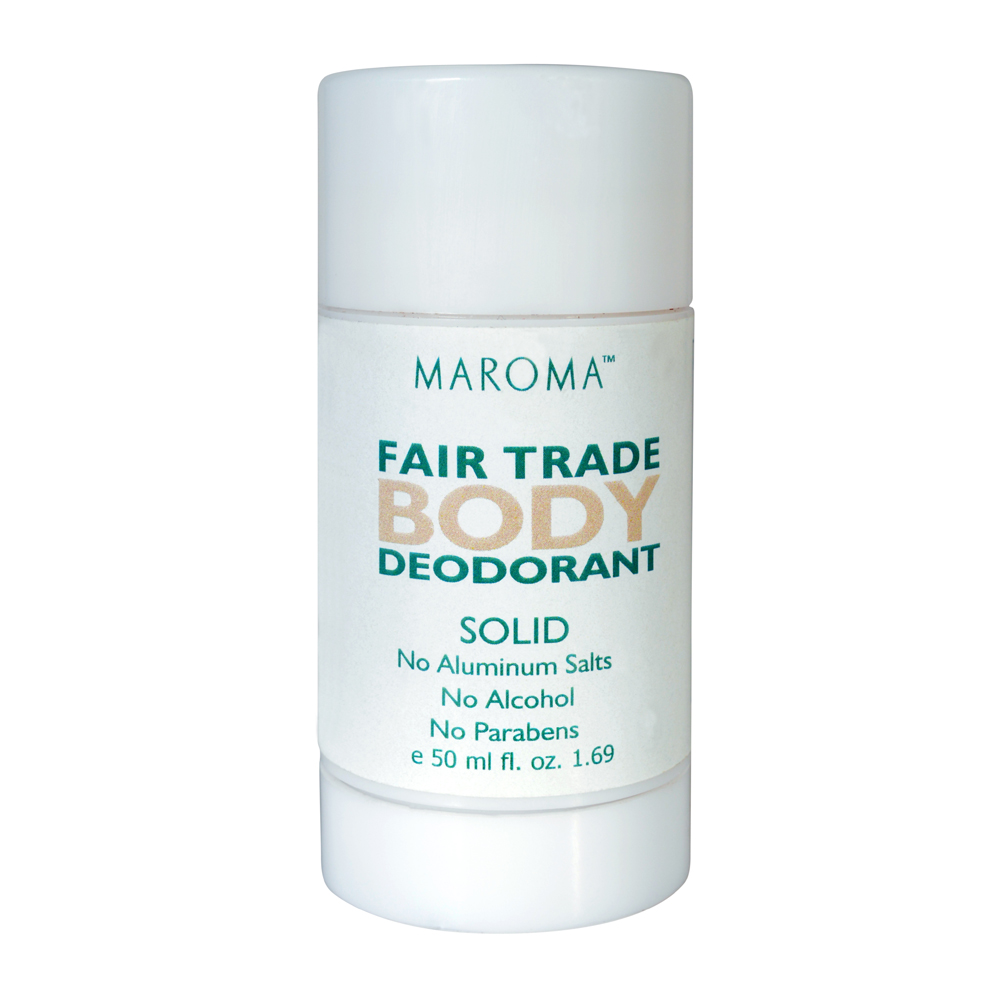 MAROMA™
FAIR TRADE
BODY
DEODORANT
SOLID
No Aluminum Salts
No Alcohol
No Parabens
e 50 ml fl. oz. 1.69